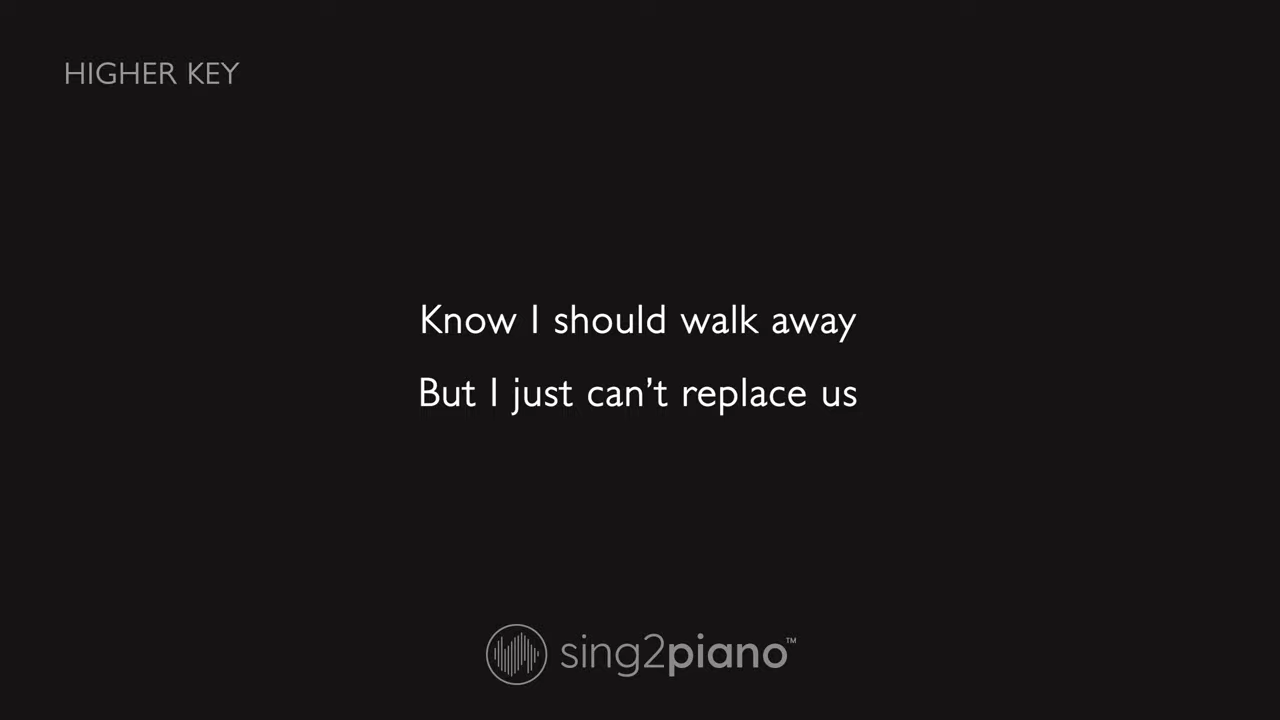 HIGHER KEY
Know I should walk away
But I just can’t replace us
sing2piano™